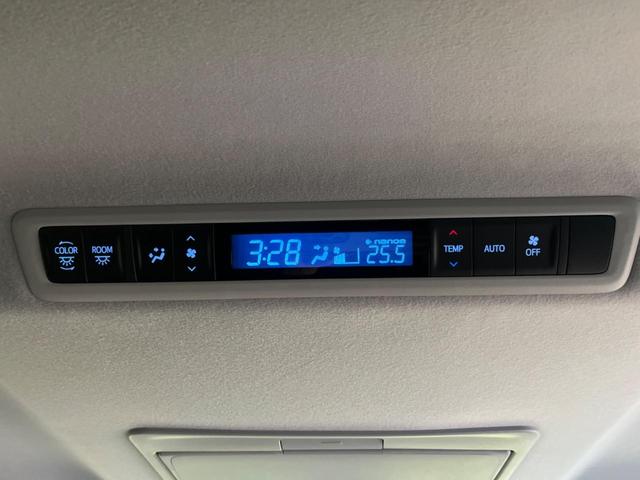 COLOR
ROOM
3:28
nanoe
25.5
TEMP
AUTO
OFF